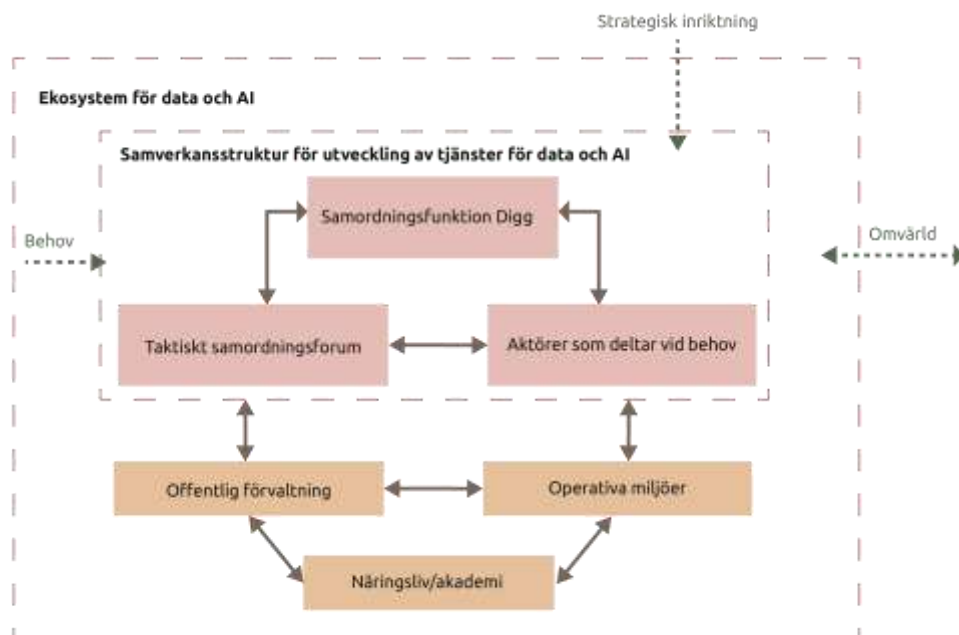 Strategisk inriktning
Ekosystem för data och AI
Samverkansstruktur för utveckling av tjänster för data och AI
Samordningsfunktion Digg
Behov
Omvärld
Taktiskt samordningsforum
Aktörer som deltar vid behov
Offentlig förvaltning
Operativa miljöer
Näringsliv/akademi